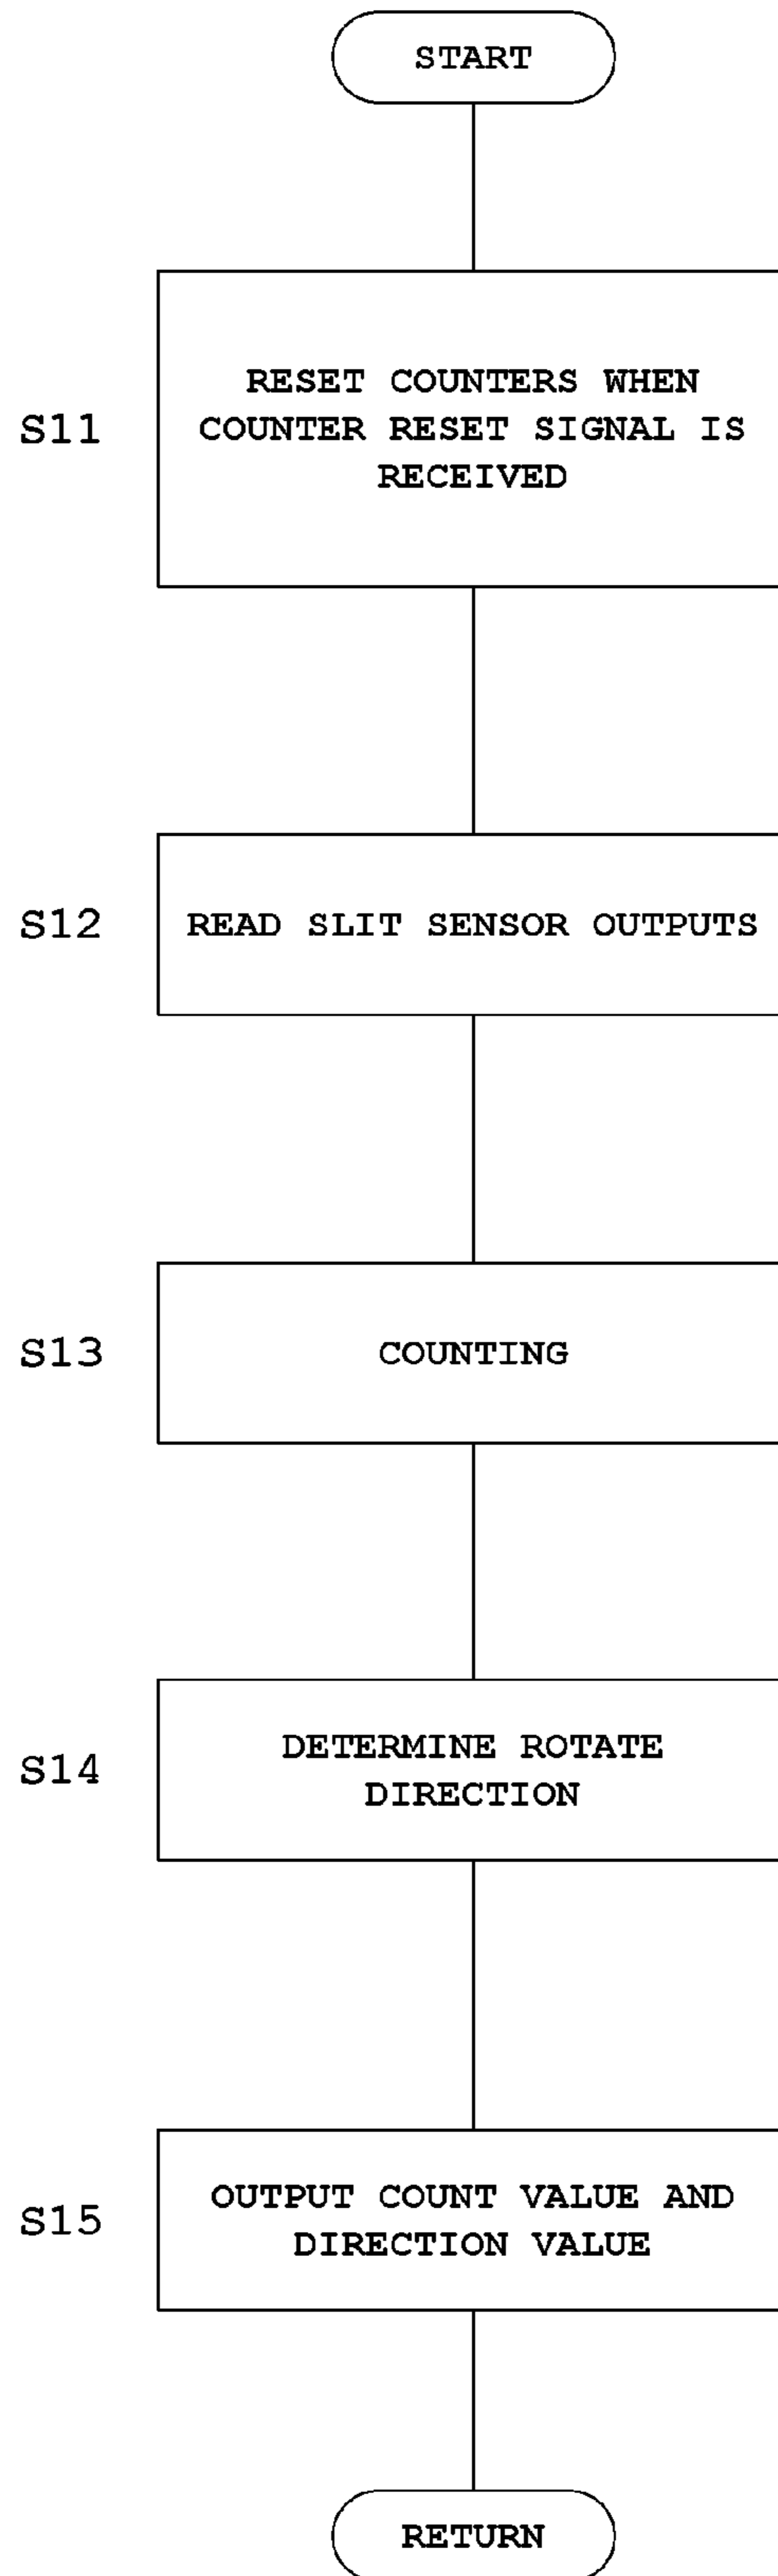 START
S11
RESET COUNTERS WHEN
COUNTER RESET SIGNAL IS
RECEIVED
S12
READ SLIT SENSOR OUTPUTS
S13
COUNTING
S14
DETERMINE ROTATE
DIRECTION
S15
OUTPUT COUNT VALUE AND
DIRECTION VALUE
RETURN